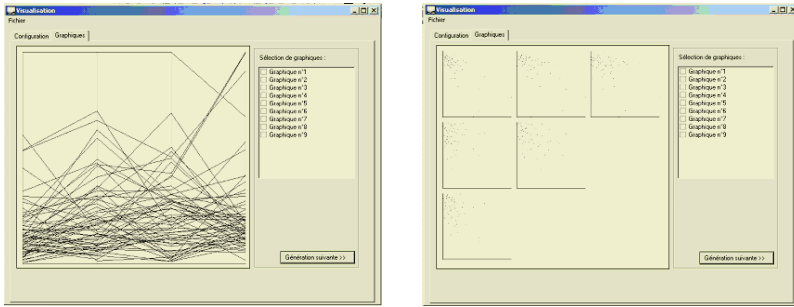 Visualisation
Fichier
Configuration Graphiques
Sélection de graphiques :
Graphique n°1
Graphique n°2
Graphique n°3
Graphique n°4
Graphique n°5
Graphique n°6
Graphique n°7
Graphique n°8
Graphique n°9
Génération suivante >>
Visualisation
Fichier
Configuration Graphiques
Sélection de graphiques :
Graphique n°1
Graphique n°2
Graphique n°3
Graphique n°4
Graphique n°5
Graphique n°6
Graphique n°7
Graphique n°8
Graphique n°9
Génération suivante >>